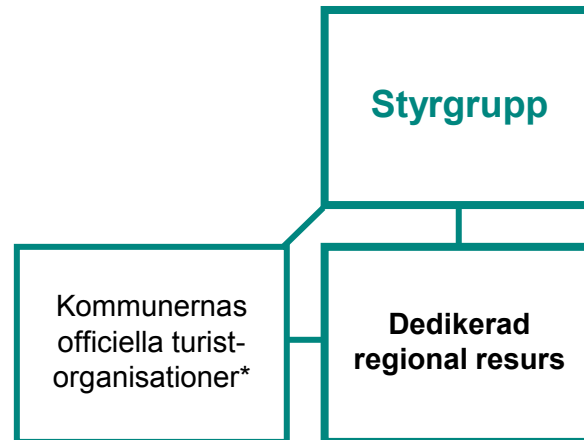 Styrgrupp
Kommunernas
officiella turist-
organisationer*
Dedikerad
regional resurs